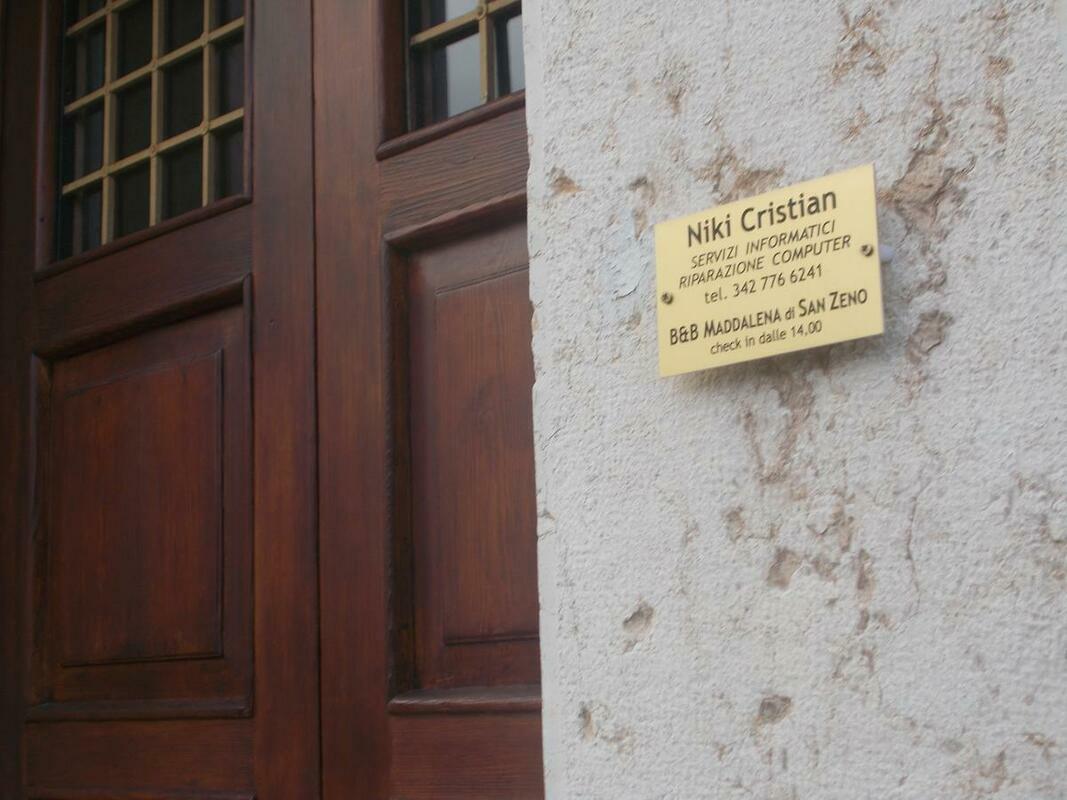 Niki Cristian
SERVIZI INFORMATICI
RIPARAZIONE COMPUTER
tel. 342 776 6241
B&B MADDALENA di SAN ZENO
check in dalle 14,00